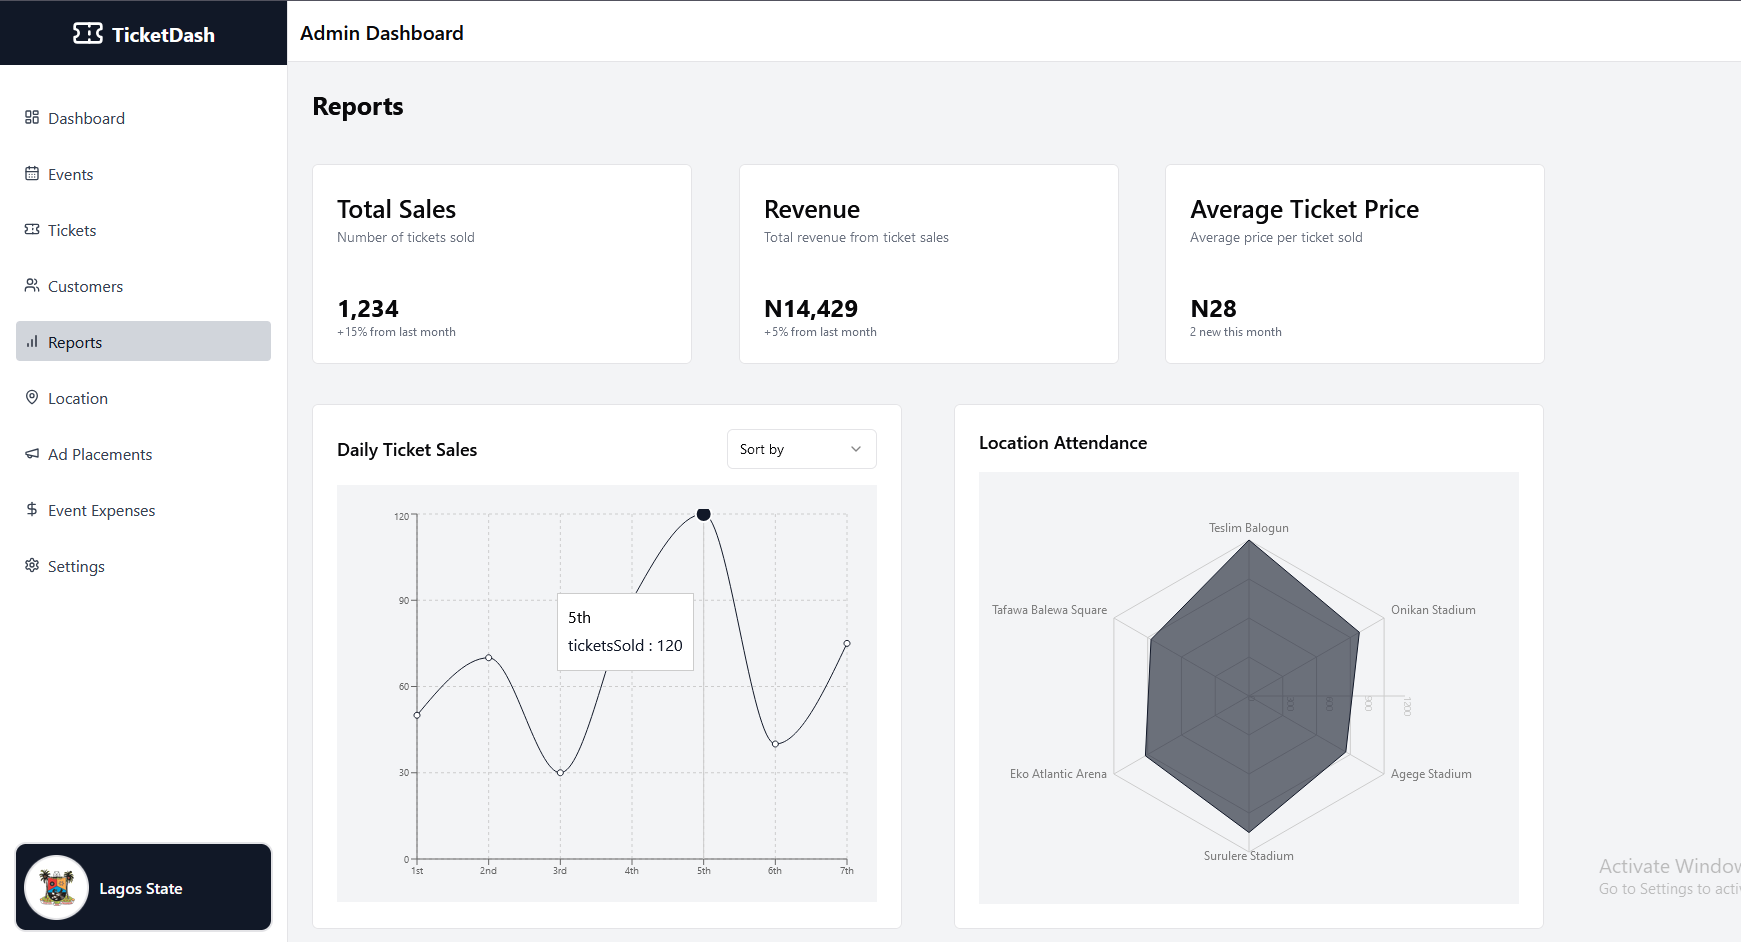 TicketDash
Admin Dashboard
Dashboard
Events
Tickets
Customers
Reports
Location
Ad Placements
Event Expenses
Settings
Lagos State
Reports
Total Sales
Number of tickets sold
1,234
+15% from last month
Revenue
Total revenue from ticket sales
N14,429
+5% from last month
Average Ticket Price
Average price per ticket sold
N28
2 new this month
Daily Ticket Sales
Sort by
120
90
60
30
0
1st
2nd
3rd
4th
5th
6th
7th
5th
ticketsSold : 120
Location Attendance
Teslim Balogun
Onikan Stadium
Agege Stadium
Surulere Stadium
Eko Atlantic Arena
Tafawa Balewa Square
300
600
900
1200
Activate Window
Go to Settings to acti